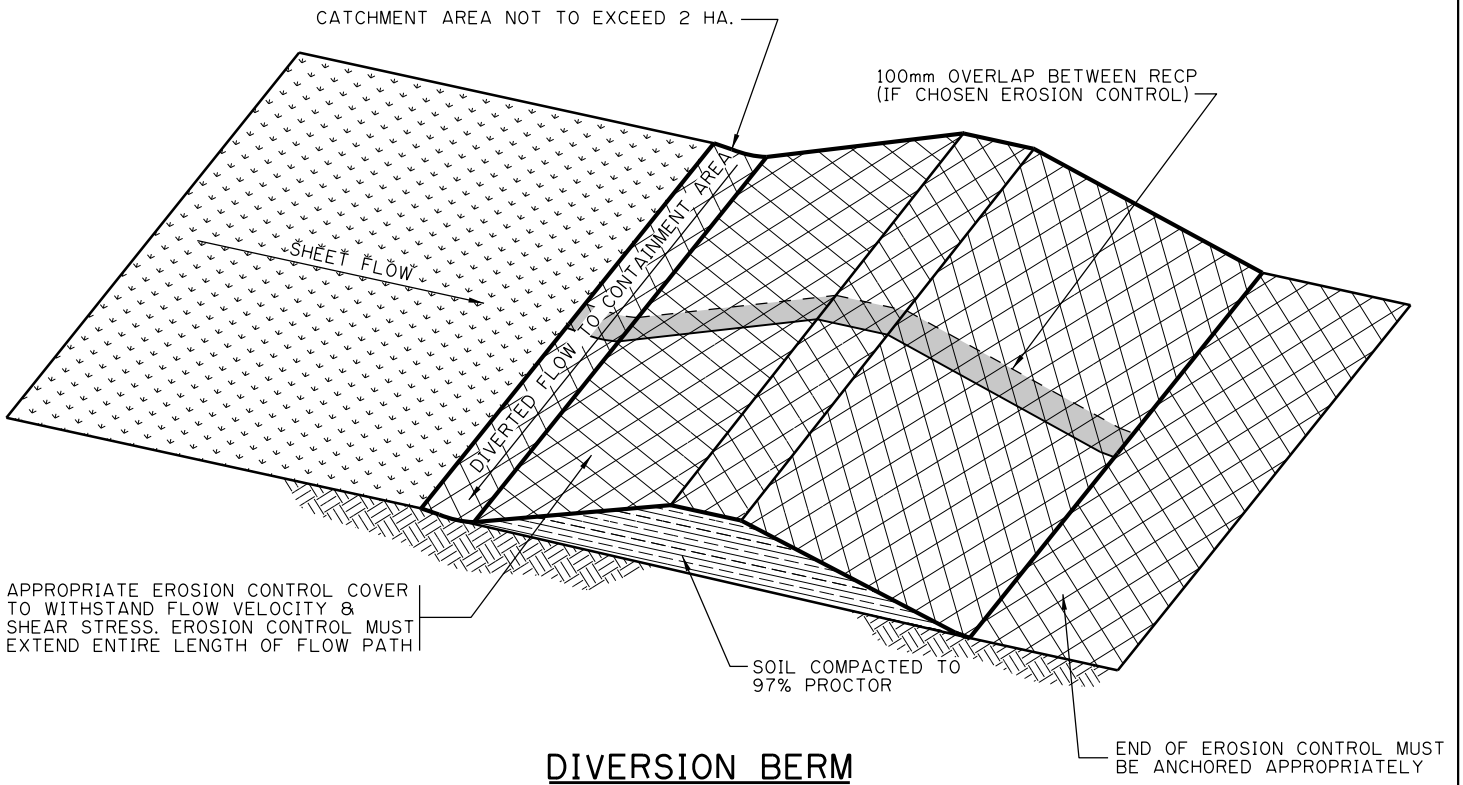 CATCHMENT AREA NOT TO EXCEED 2 HA.
100mm OVERLAP BETWEEN RECP
(IF CHOSEN EROSION CONTROL)
SHEET FLOW
DIVERTED FLOW TO CONTAINMENT AREA
APPROPRIATE EROSION CONTROL COVER
TO WITHSTAND FLOW VELOCITY &
SHEAR STRESS. EROSION CONTROL MUST
EXTEND ENTIRE LENGTH OF FLOW PATH
SOIL COMPACTED TO
97% PROCTOR
END OF EROSION CONTROL MUST
BE ANCHORED APPROPRIATELY
DIVERSION BERM